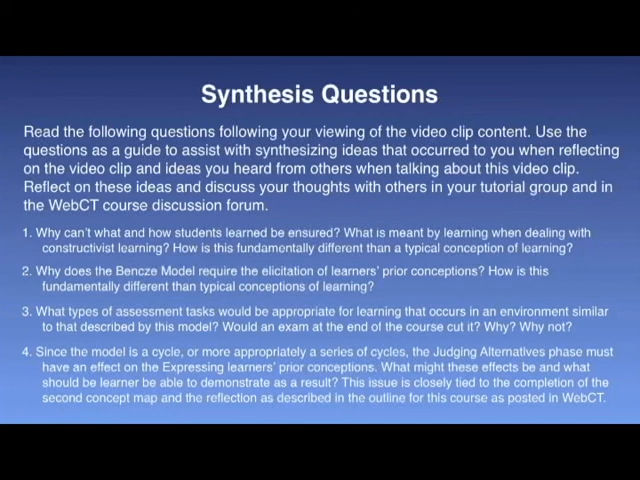 Synthesis Questions
Read the following questions following your viewing of the video clip content. Use the
questions as a guide to assist with synthesizing ideas that occurred to you when reflecting
on the video clip and ideas you heard from others when talking about this video clip.
Reflect on these ideas and discuss your thoughts with others in your tutorial group and in
the WebCT course discussion forum.
1. Why can't what and how students learned be ensured? What is meant by learning when dealing with
constructivist learning? How is this fundamentally different than a typical conception of learning?
2. Why does the Bencze Model require the elicitation of learners' prior conceptions? How is this
fundamentally different than typical conceptions of learning?
3. What types of assessment tasks would be appropriate for learning that occurs in an environment similar
to that described by this model? Would an exam at the end of the course cut it? Why? Why not?
4. Since the model is a cycle, or more appropriately a series of cycles, the Judging Alternatives phase must
have an effect on the Expressing learners' prior conceptions. What might these effects be and what
should be learner be able to demonstrate as a result? This issue is closely tied to the completion of the
second concept map and the reflection as described in the outline for this course as posted in WebCT.